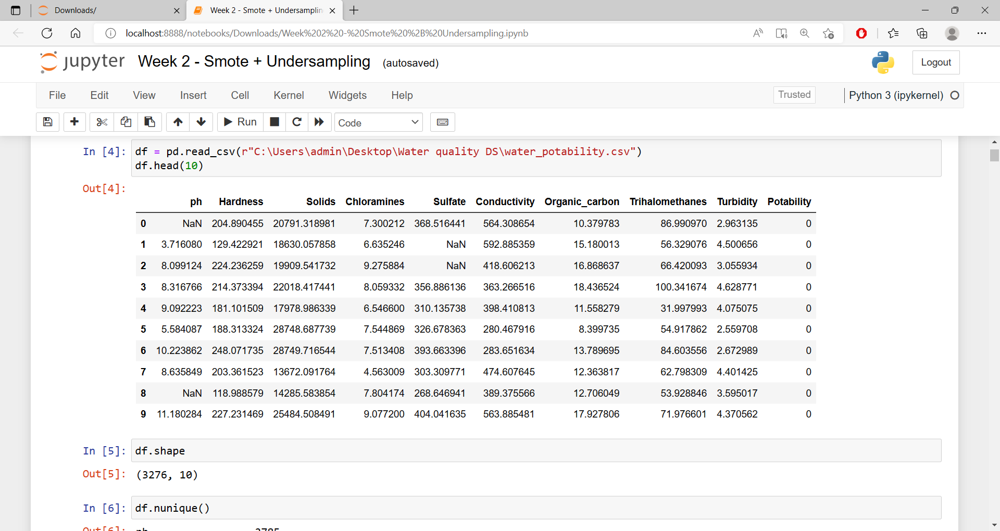 Downloads/
Week 2 - Smote + Undersamplin
localhost:8888/notebooks/Downloads/Week%202%20-%20Smote%20%2B%20Undersampling.ipynb
jupyter Week 2 - Smote + Undersampling (autosaved)
Logout
File Edit View Insert Cell Kernel Widgets Help Trusted Python 3 (ipykernel)
Run Code
In [4]: df = pd.read_csv(r"C:\Users\admin\Desktop\Water quality DS\water_potability.csv")
df.head(10)
Out[4]:
ph Hardness Solids Chloramines Sulfate Conductivity Organic_carbon Trihalomethanes Turbidity Potability
0 NaN 204.890455 20791.318981 7.300212 368.516441 564.308654 10.379783 86.990970 2.963135 0
1 3.716080 129.422921 18630.057858 6.635246 NaN 592.885359 15.180013 56.329076 4.500656 0
2 8.099124 224.236259 19909.541732 9.275884 NaN 418.606213 16.868637 66.420093 3.055934 0
3 8.316766 214.373394 22018.417441 8.059332 356.886136 363.266516 18.436524 100.341674 4.628771 0
4 9.092223 181.101509 17978.986339 6.546600 310.135738 398.410813 11.558279 31.997993 4.075075 0
5 5.584087 188.313324 28748.687739 7.544869 326.678363 280.467916 8.399735 54.917862 2.559708 0
6 10.223862 248.071735 28749.716544 7.513408 393.663396 283.651634 13.789695 84.603556 2.672989 0
7 8.635849 203.361523 13672.091764 4.563009 303.309771 474.607645 12.363817 62.798309 4.401425 0
8 NaN 118.988579 14285.583854 7.804174 268.646941 389.375566 12.706049 53.928846 3.595017 0
9 11.180284 227.231469 25484.508491 9.077200 404.041635 563.885481 17.927806 71.976601 4.370562 0
In [5]: df.shape
Out[5]: (3276, 10)
In [6]: df.nunique()
Out[6]: ph 2785